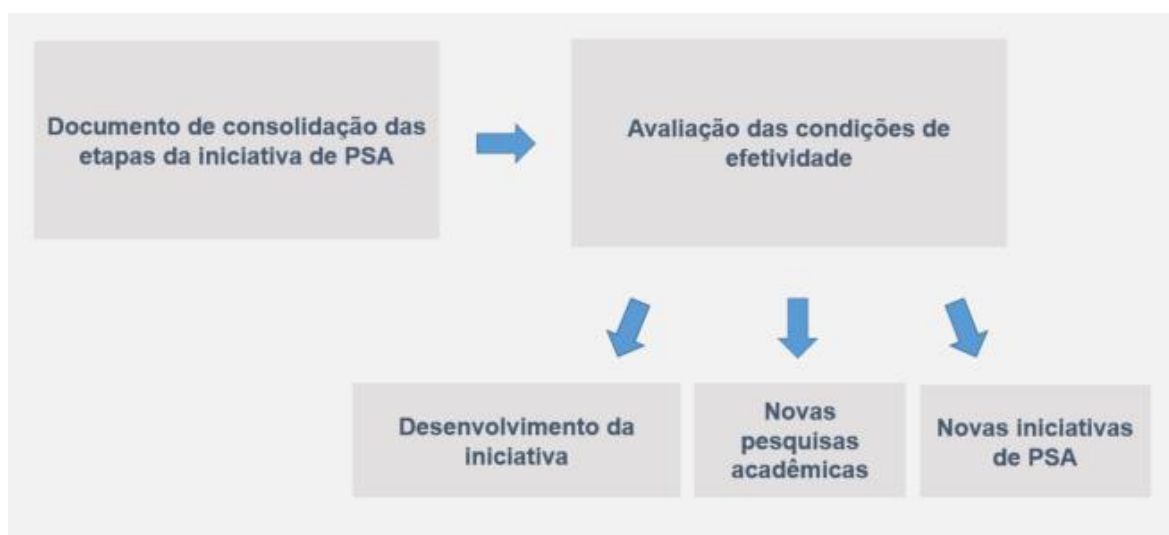 Documento de consolidação das
etapas da iniciativa de PSA
Avaliação das condições de
efetividade
Desenvolvimento da
iniciativa
Novas
pesquisas
acadêmicas
Novas iniciativas
de PSA